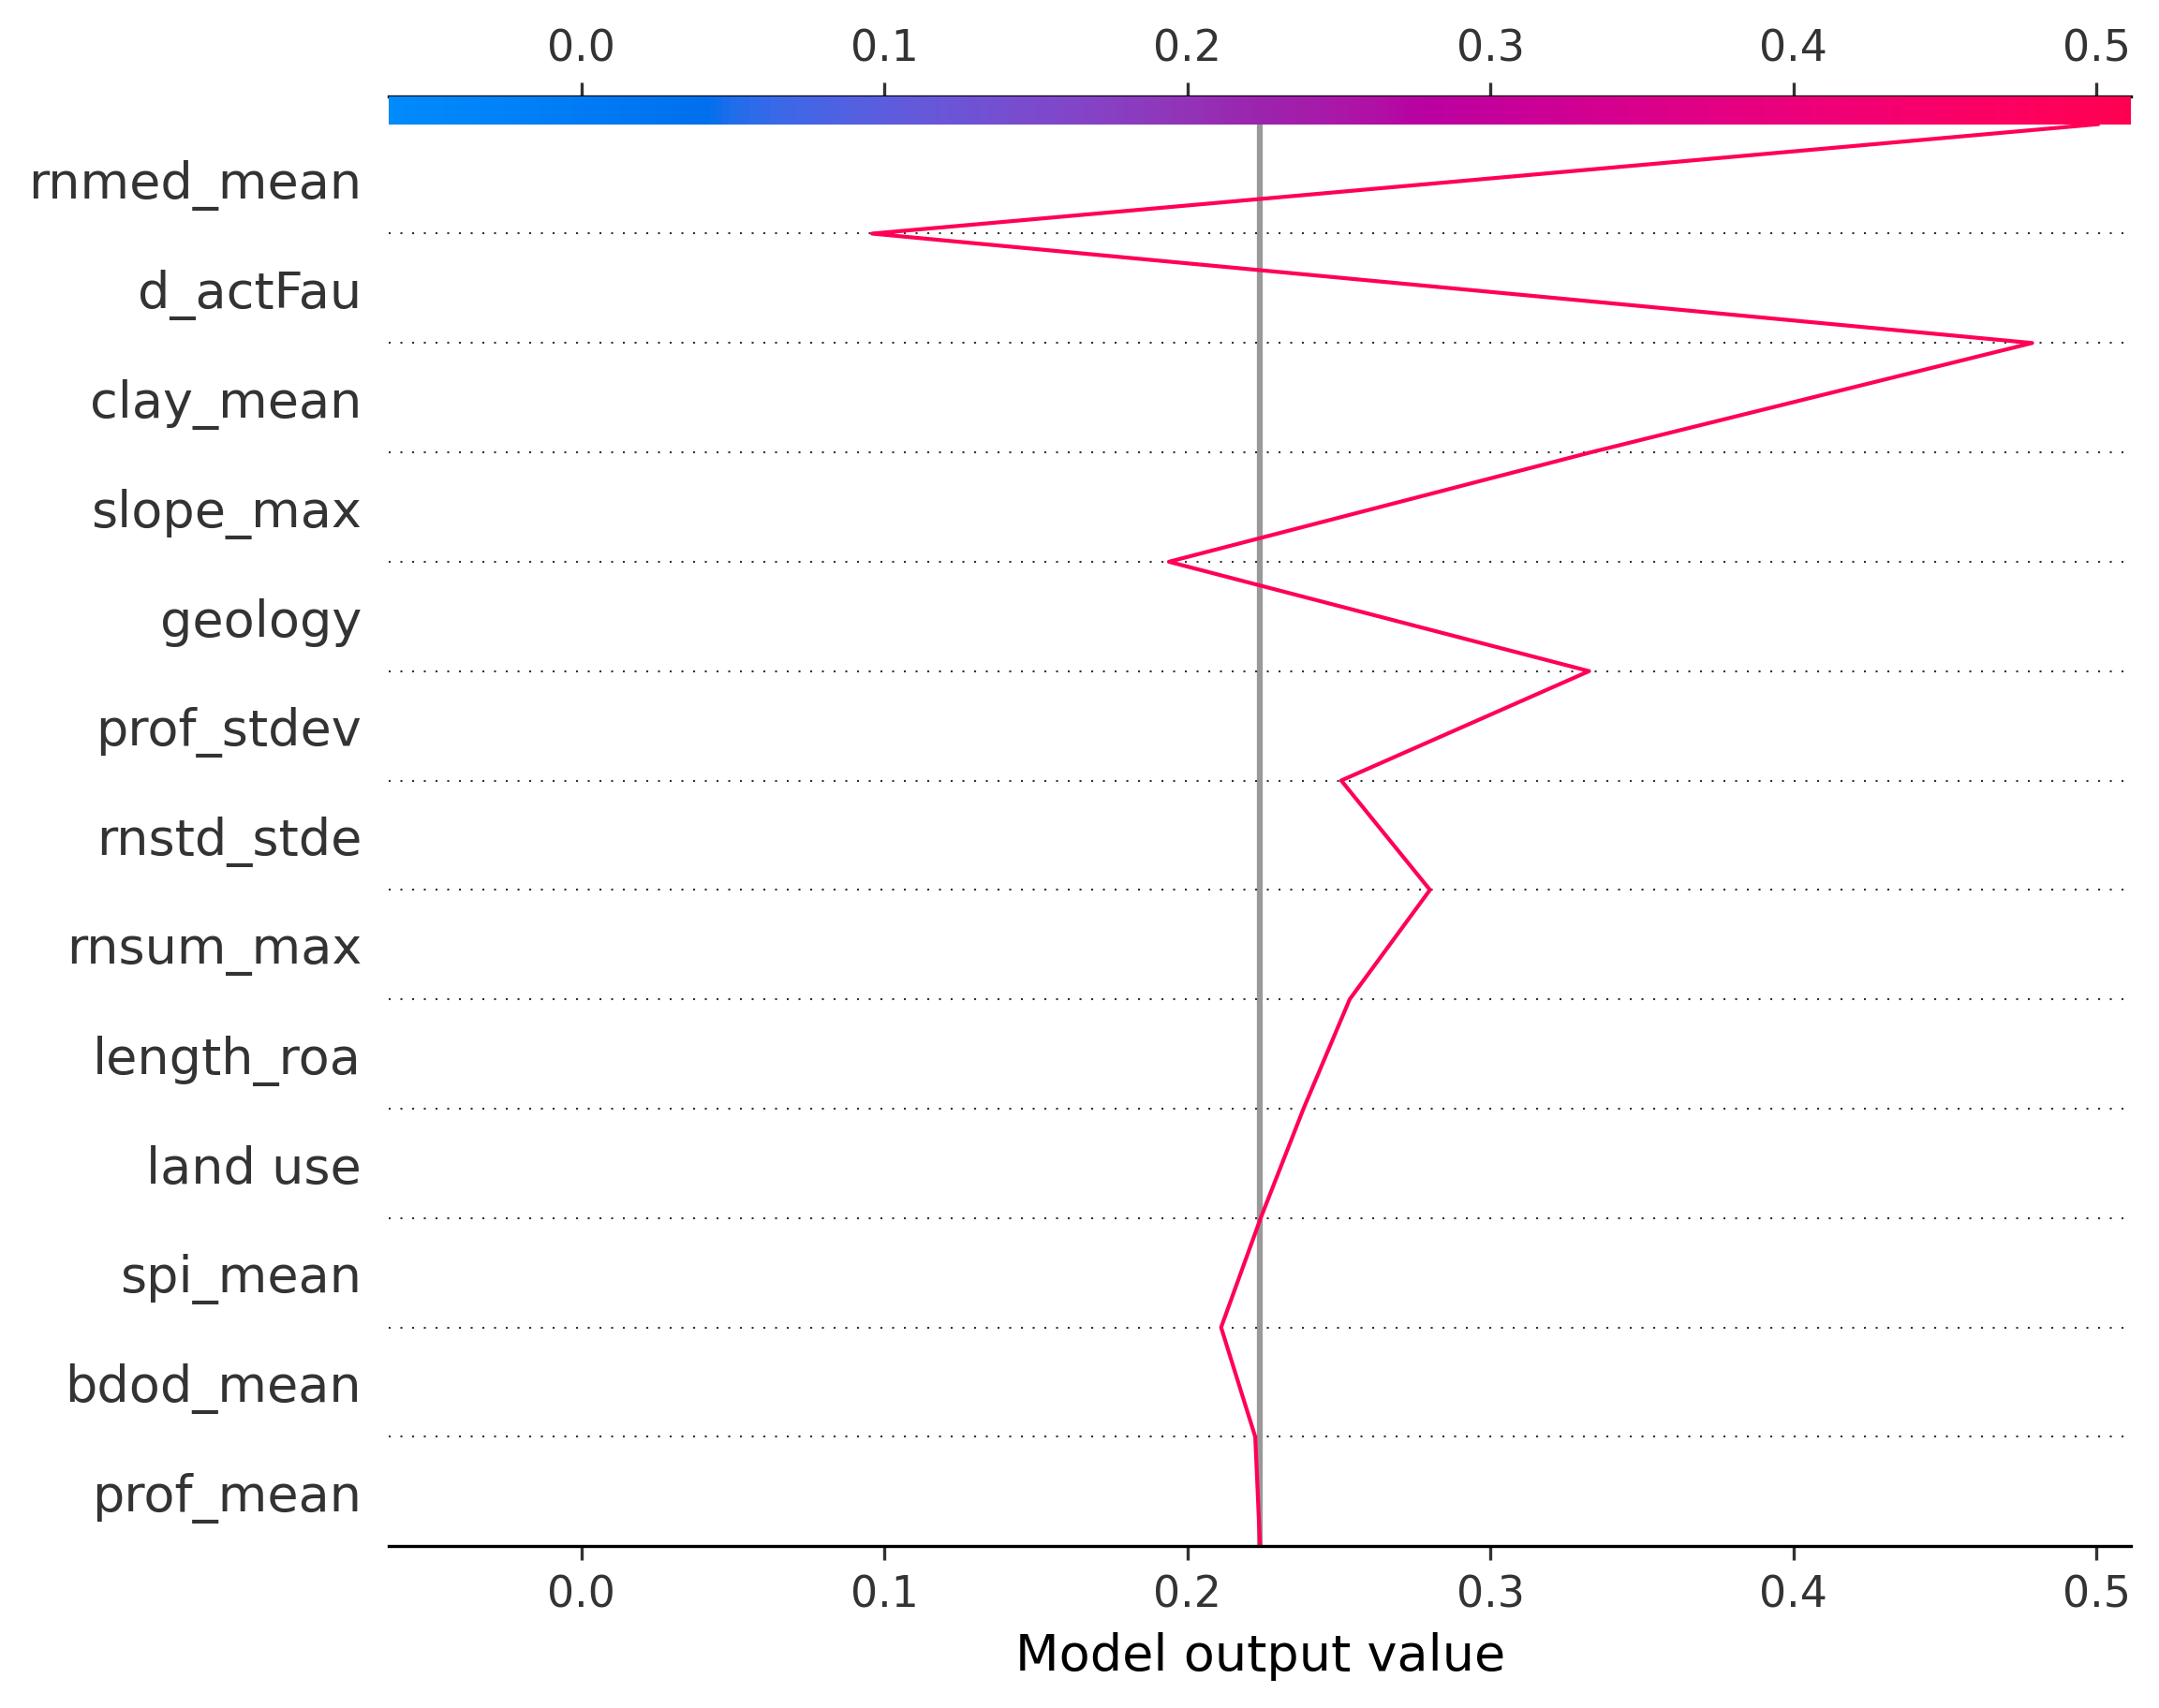 0.0 0.1 0.2 0.3 0.4 0.5
rnmed_mean
d_actFau
clay_mean
slope_max
geology
prof_stdev
rnstd_stde
rnsum_max
length_roa
land use
spi_mean
bdod_mean
prof_mean
0.0 0.1 0.2 0.3 0.4 0.5
Model output value